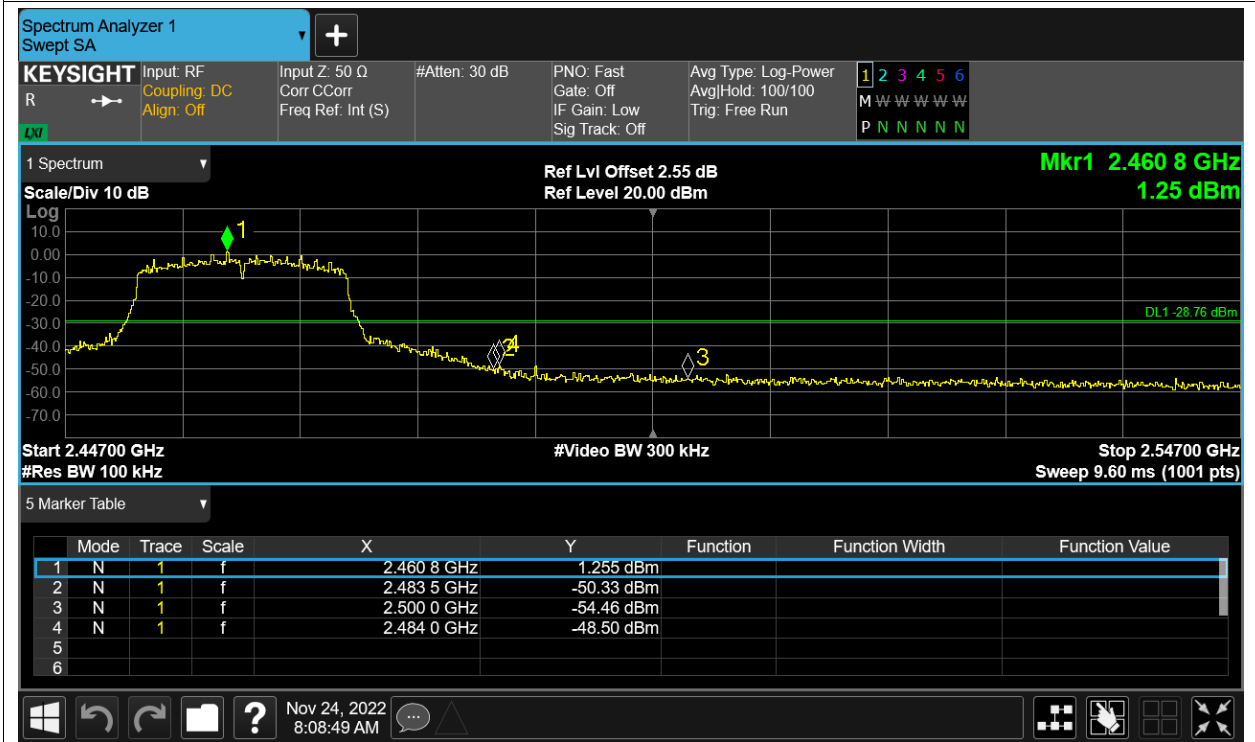 Spectrum Analyzer 1
Swept SA
+
KEYSIGHT Input: RF Input Z: 50 Ω #Atten: 30 dB PNO: Fast Avg Type: Log-Power 1 2 3 4 5 6
R Coupling: DC Corr CCorr Gate: Off Avg|Hold: 100/100 M W W W W W
Align: Off Freq Ref: Int (S) IF Gain: Low Trig: Free Run
LXI Sig Track: Off P N N N N N
1 Spectrum Ref Lvl Offset 2.55 dB Mkr1 2.460 8 GHz
Scale/Div 10 dB Ref Level 20.00 dBm 1.25 dBm
Log
10.0
0.00
-10.0
-20.0
-30.0
-40.0
-50.0
-60.0
-70.0
1
DL1 -28.76 dBm
2 4
3
Start 2.44700 GHz #Video BW 300 kHz Stop 2.54700 GHz
#Res BW 100 kHz Sweep 9.60 ms (1001 pts)
5 Marker Table
Mode Trace Scale X Y Function Function Width Function Value
1 N 1 f 2.460 8 GHz 1.255 dBm
2 N 1 f 2.483 5 GHz -50.33 dBm
3 N 1 f 2.500 0 GHz -54.46 dBm
4 N 1 f 2.484 0 GHz -48.50 dBm
5
6
? Nov 24, 2022
8:08:49 AM